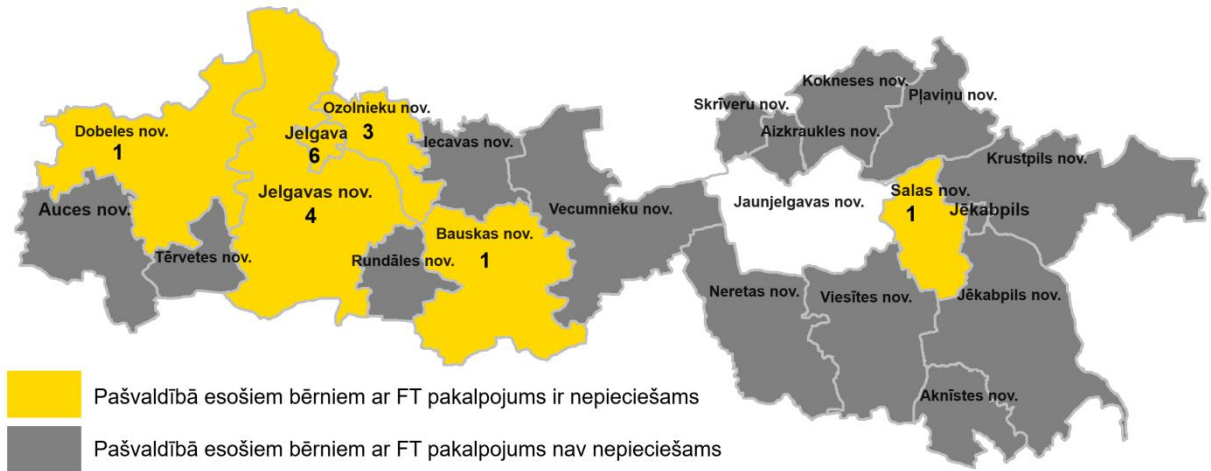 Kokneses nov.
Pļaviņu nov.
Skrīveru nov.
Aizkraukles nov.
Ozolnieku nov.
3
Dobeles nov.
1
Jelgava
6
Iecavas nov.
Krustpils nov.
Jelgavas nov.
4
Salas nov.
1
Jēkabpils
Jaunjelgavas nov.
Auces nov.
Vecumnieku nov.
Bauskas nov.
1
Tērvetes nov.
Rundāles nov.
Neretas nov.
Viesītes nov.
Jēkabpils nov.
Aknīstes nov.
Pašvaldībā esošiem bērniem ar FT pakalpojums ir nepieciešams
Pašvaldībā esošiem bērniem ar FT pakalpojums nav nepieciešams